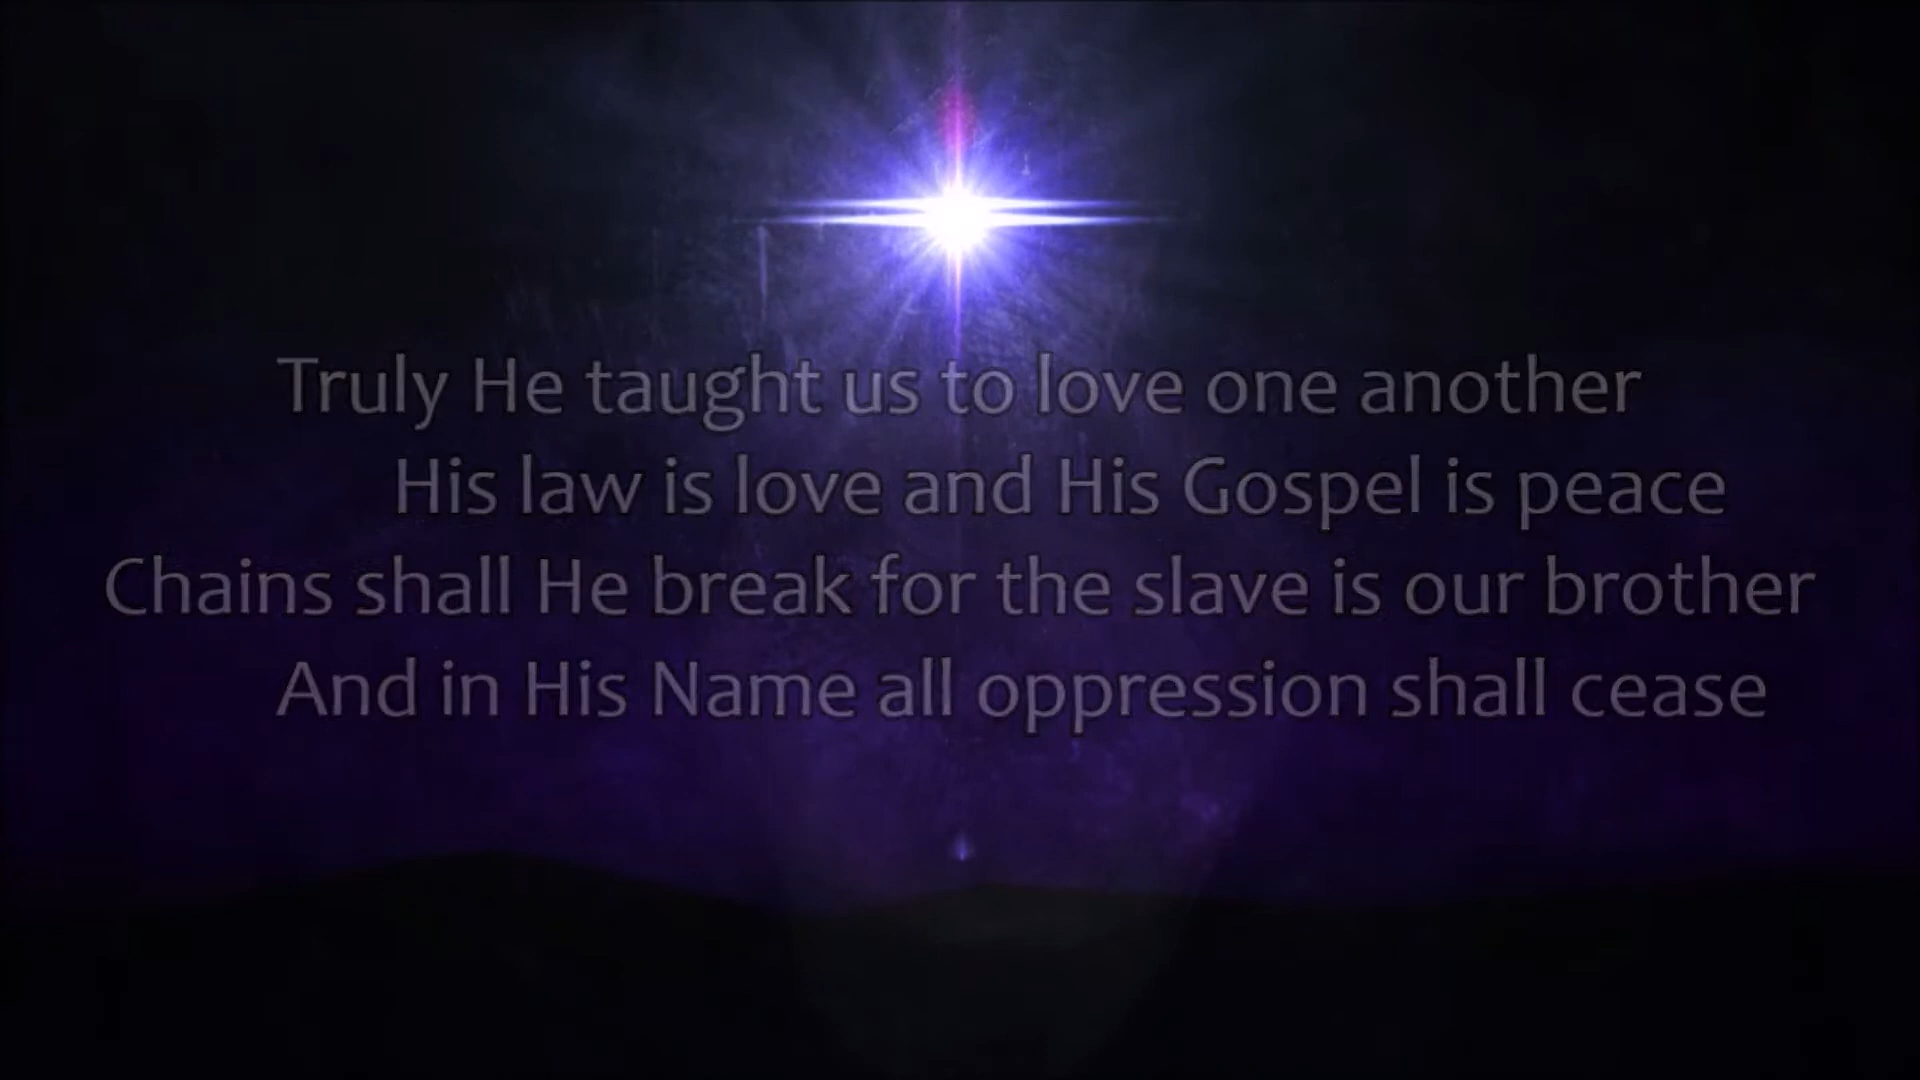 Truly He taught us to love one another
His law is love and His Gospel is peace
Chains shall He break for the slave is our brother
And in His Name all oppression shall cease